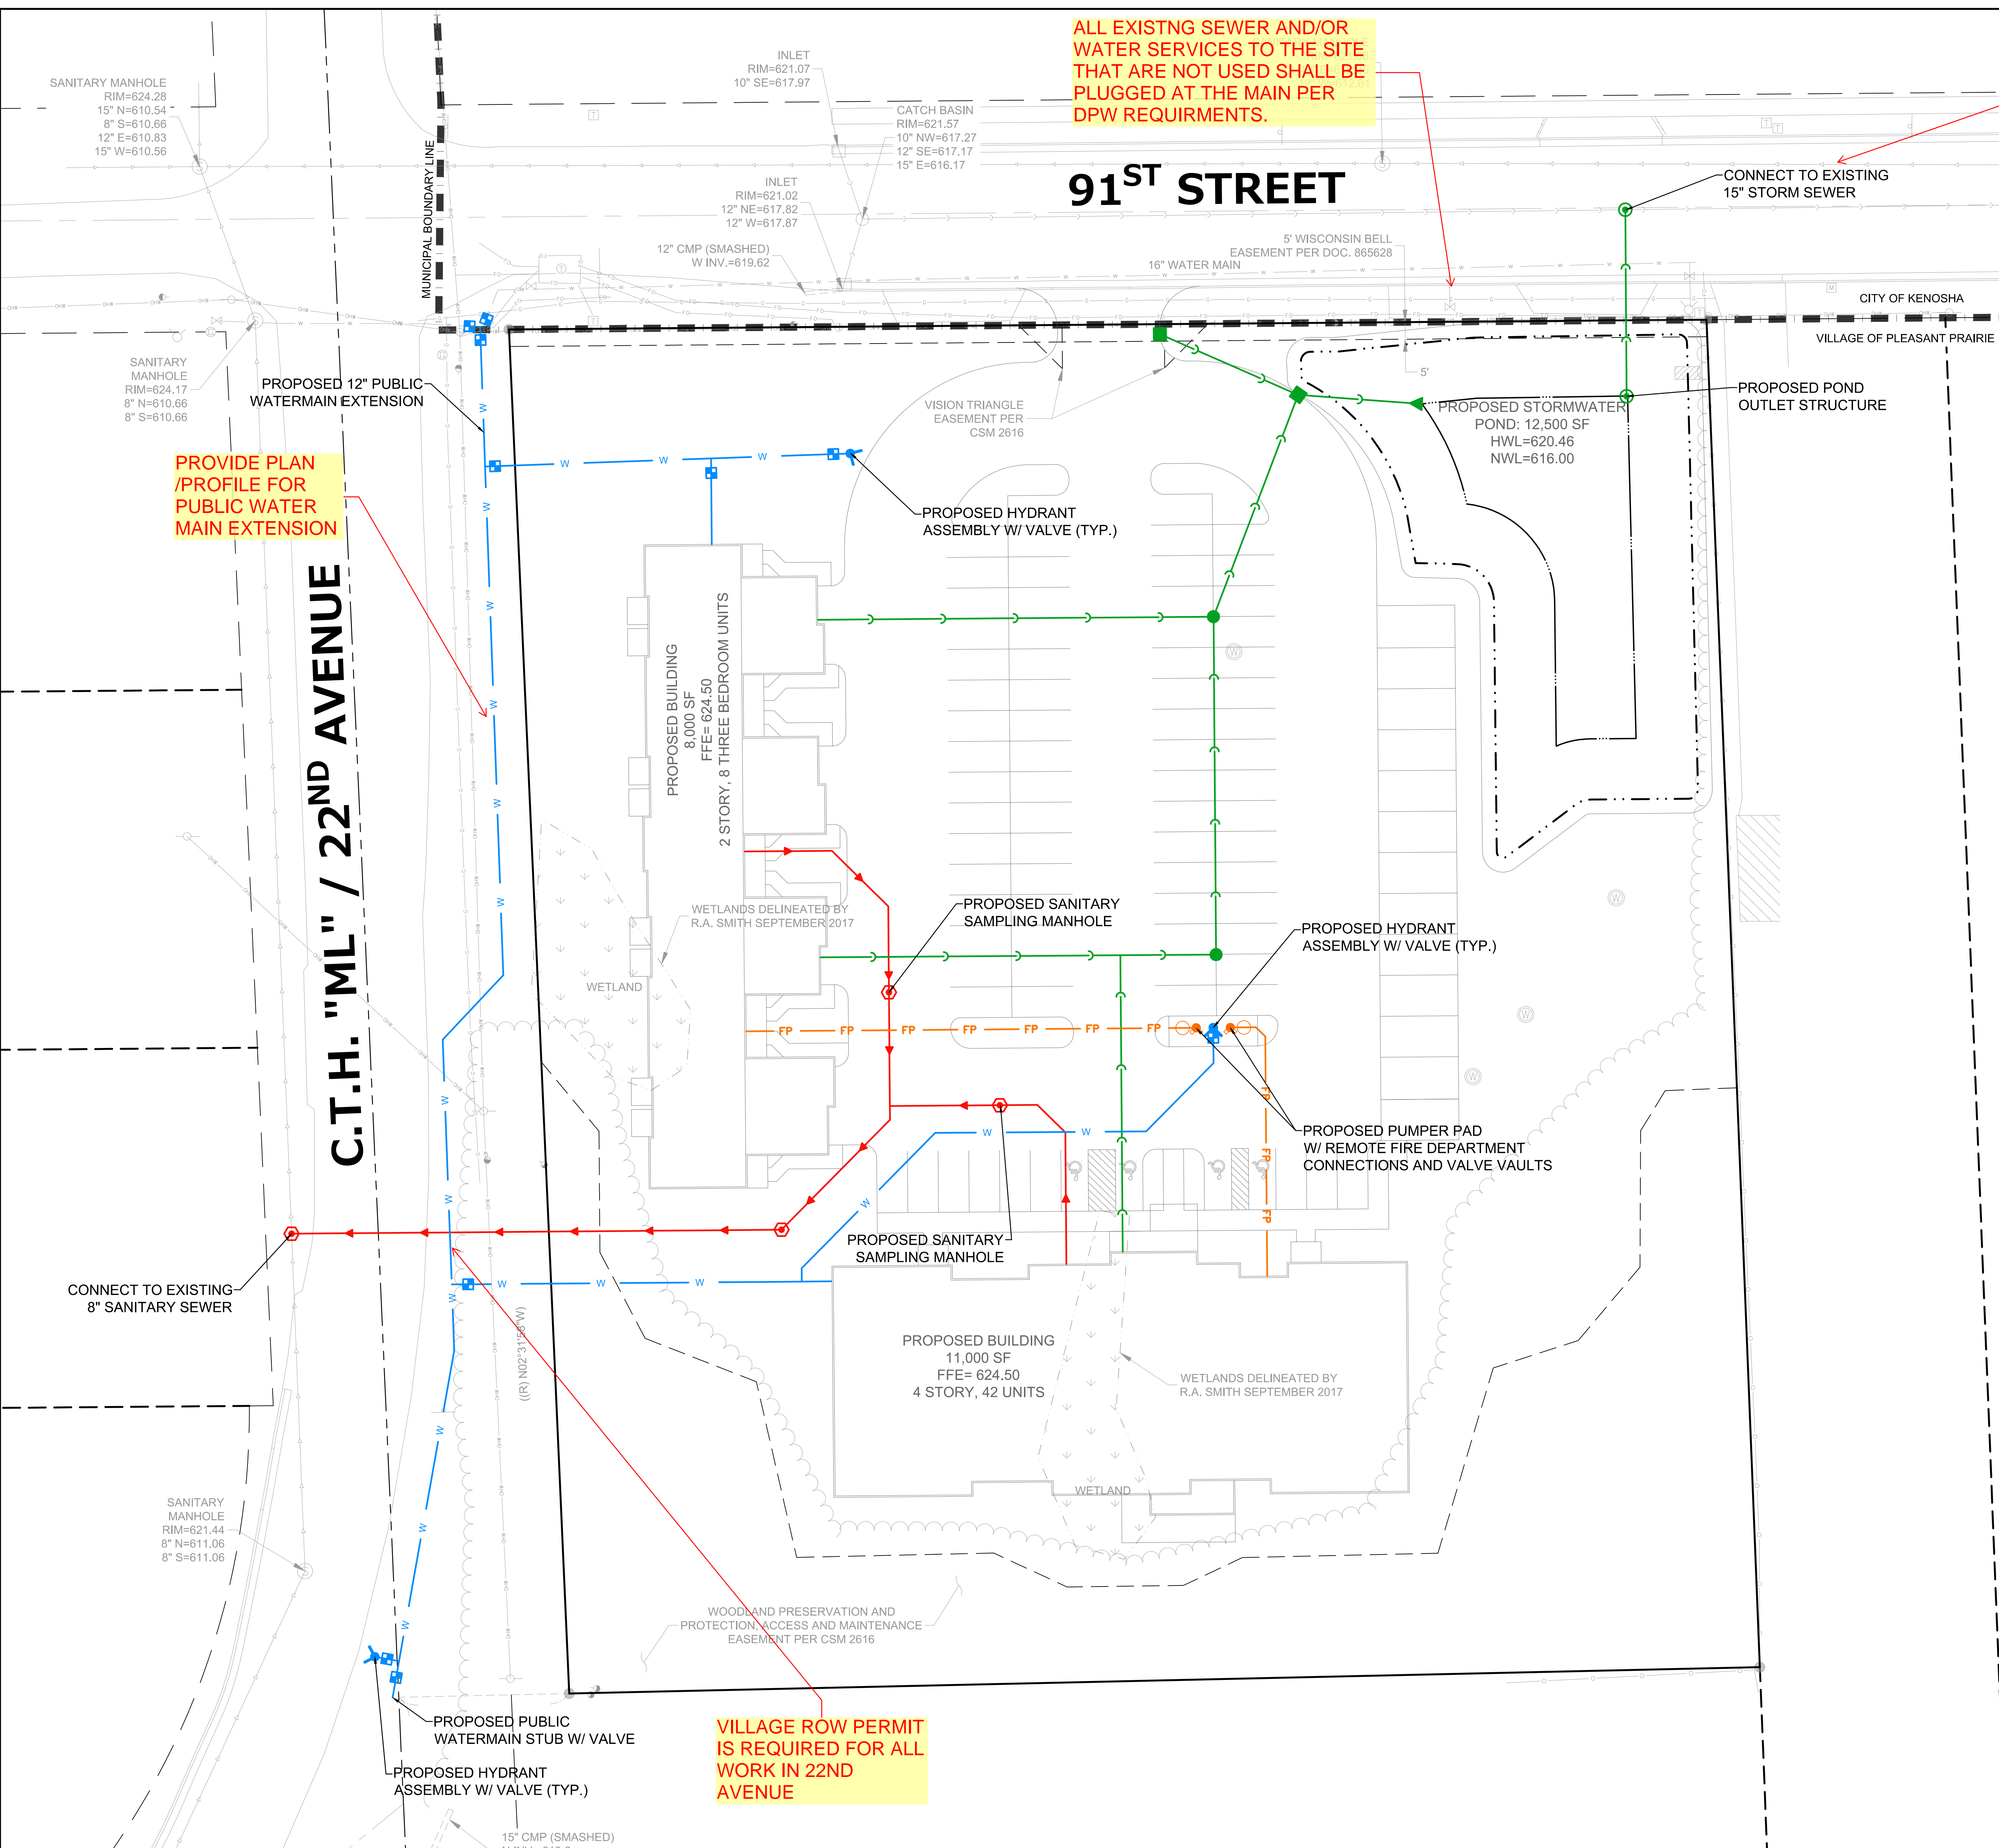 SANITARY MANHOLE
RIM=624.28
15" N=610.54
8" S=610.66
12" E=610.83
15" W=610.56
INLET
RIM=621.07
10" SE=617.97
CATCH BASIN
RIM=621.57
10" NW=617.27
12" SE=617.17
15" E=616.17
ALL EXISTNG SEWER AND/OR
WATER SERVICES TO THE SITE
THAT ARE NOT USED SHALL BE
PLUGGED AT THE MAIN PER
DPW REQUIRMENTS.
MUNICIPAL BOUNDARY LINE
INLET
RIM=621.02
12" NE=617.82
12" W=617.87
12" CMP (SMASHED)
W INV.=619.62
91ST STREET
CONNECT TO EXISTING
15" STORM SEWER
5' WISCONSIN BELL
EASEMENT PER DOC. 865628
16" WATER MAIN
CITY OF KENOSHA
VILLAGE OF PLEASANT PRAIRIE
SANITARY
MANHOLE
RIM=624.17
8" N=610.66
8" S=610.66
PROPOSED 12" PUBLIC
WATERMAIN EXTENSION
VISION TRIANGLE
EASEMENT PER
CSM 2616
5'
PROPOSED STORMWATER
POND: 12,500 SF
HWL=620.46
NWL=616.00
PROPOSED POND
OUTLET STRUCTURE
PROVIDE PLAN
/PROFILE FOR
PUBLIC WATER
MAIN EXTENSION
PROPOSED HYDRANT
ASSEMBLY W/ VALVE (TYP.)
C.T.H. "ML" / 22ND AVENUE
PROPOSED BUILDING
8,000 SF
FFE= 624.50
2 STORY, 8 THREE BEDROOM UNITS
WETLANDS DELINEATED BY
R.A. SMITH SEPTEMBER 2017
WETLAND
PROPOSED SANITARY
SAMPLING MANHOLE
PROPOSED HYDRANT
ASSEMBLY W/ VALVE (TYP.)
PROPOSED PUMPER PAD
W/ REMOTE FIRE DEPARTMENT
CONNECTIONS AND VALVE VAULTS
PROPOSED SANITARY
SAMPLING MANHOLE
CONNECT TO EXISTING
8" SANITARY SEWER
((R) N02°31'56"W)
PROPOSED BUILDING
11,000 SF
FFE= 624.50
4 STORY, 42 UNITS
WETLANDS DELINEATED BY
R.A. SMITH SEPTEMBER 2017
WETLAND
SANITARY
MANHOLE
RIM=621.44
8" N=611.06
8" S=611.06
WOODLAND PRESERVATION AND
PROTECTION, ACCESS AND MAINTENANCE
EASEMENT PER CSM 2616
PROPOSED PUBLIC
WATERMAIN STUB W/ VALVE
PROPOSED HYDRANT
ASSEMBLY W/ VALVE (TYP.)
VILLAGE ROW PERMIT
IS REQUIRED FOR ALL
WORK IN 22ND
AVENUE
15" CMP (SMASHED)